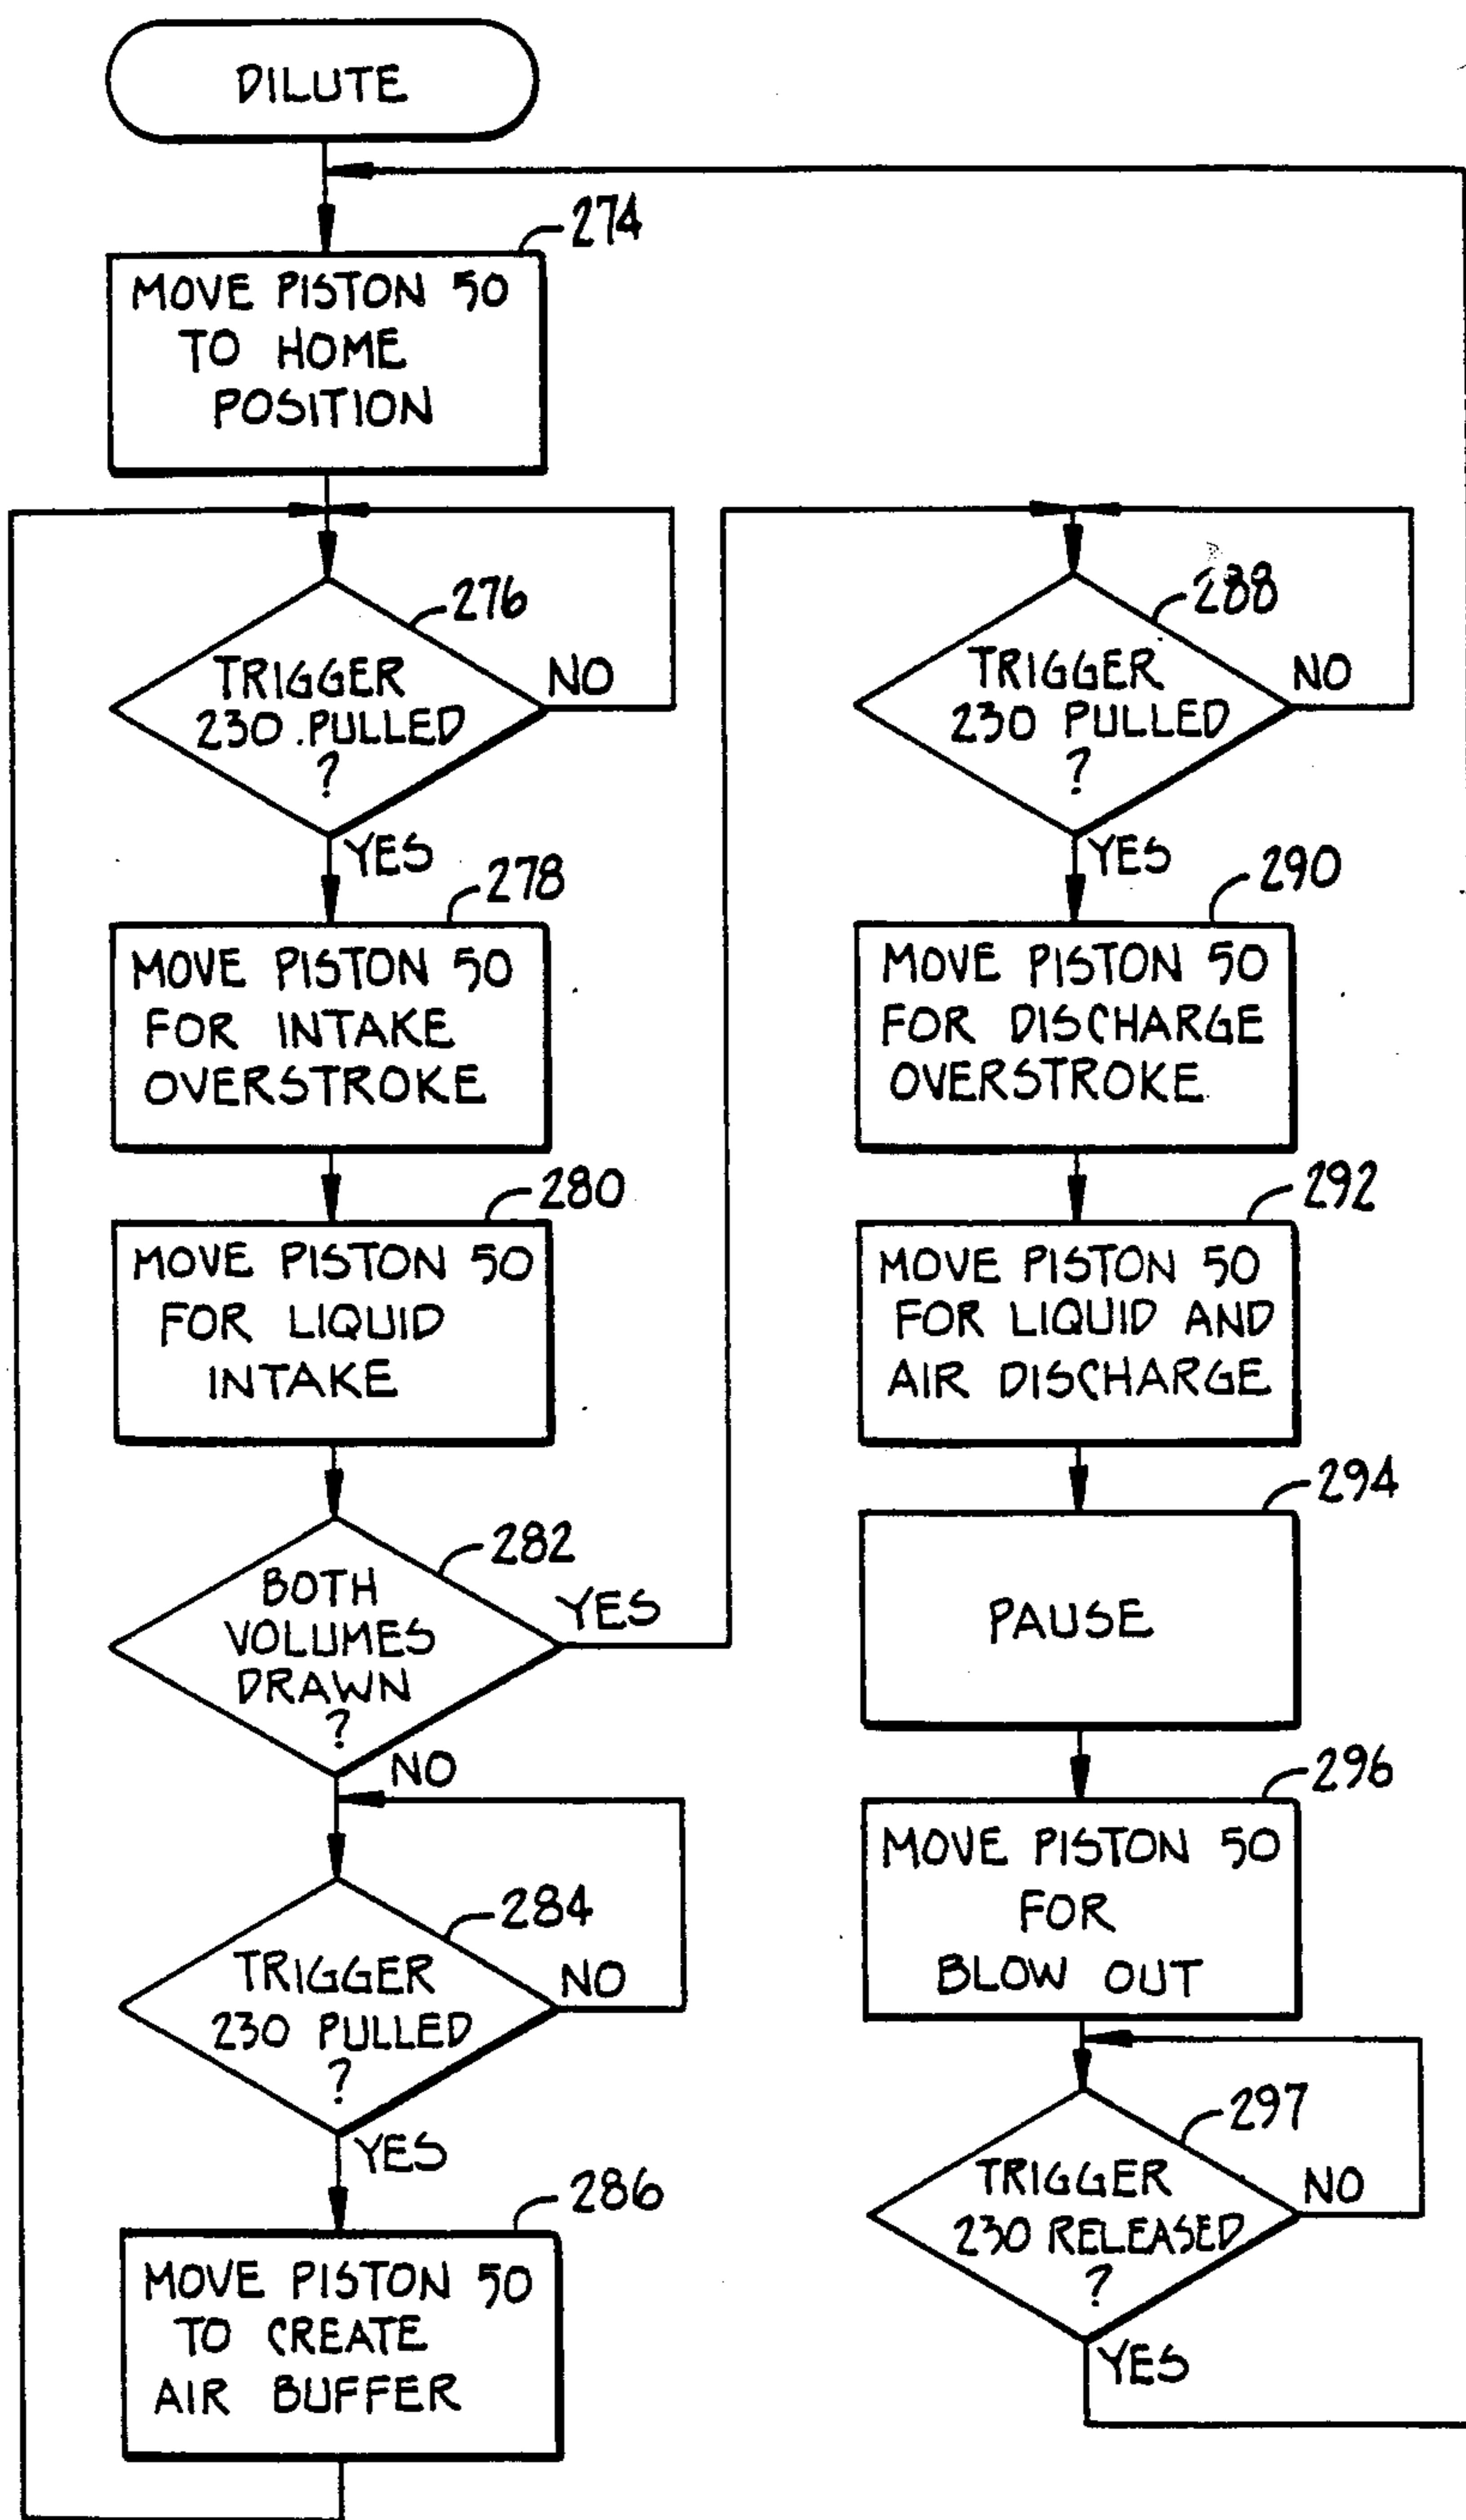 DILUTE
274
MOVE PISTON 50
TO HOME
POSITION
276
TRIGGER
230 PULLED
?
NO
YES
278
MOVE PISTON 50
FOR INTAKE
OVERSTROKE
280
MOVE PISTON 50
FOR LIQUID
INTAKE
282
BOTH
VOLUMES
DRAWN
?
YES
NO
284
TRIGGER
230 PULLED
?
NO
YES
286
MOVE PISTON 50
TO CREATE
AIR BUFFER
288
TRIGGER
230 PULLED
?
NO
YES
290
MOVE PISTON 50
FOR DISCHARGE
OVERSTROKE
292
MOVE PISTON 50
FOR LIQUID AND
AIR DISCHARGE
294
PAUSE
296
MOVE PISTON 50
FOR
BLOW OUT
297
TRIGGER
230 RELEASED
?
NO
YES